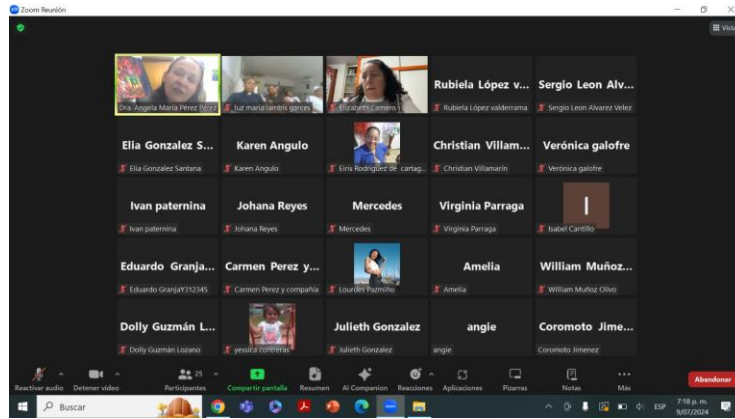 Zoom Reunión
Vista
Dra. Angela María Perez Pérez
luz maria lambis garces
Elizabeth Camero
Rubiela López v...
Rubiela López valderrama
Sergio Leon Alv...
Sergio Leon Alvarez Velez
Elia Gonzalez S...
Elia Gonzalez Santana
Karen Angulo
Karen Angulo
Eiris Rodriguez de cartag...
Christian Villam...
Christian Villamarín
Verónica galofre
Verónica galofre
Ivan paternina
Ivan paternina
Johana Reyes
Johana Reyes
Mercedes
Mercedes
Virginia Parraga
Virginia Parraga
I
Isabel Cantillo
Eduardo Granja...
Eduardo GranjaY312345
Carmen Perez y...
Carmen Perez y compañía
Lourdes Pazmiño
Amelia
Amelia
William Muñoz...
William Muñoz Olivo
Dolly Guzmán L...
Dolly Guzmán Lozano
yessica contreras
Julieth Gonzalez
Julieth Gonzalez
angie
angie
Coromoto Jime...
Coromoto Jimenez
25
Reactivar audio
Detener video
Participantes
Compartir pantalla
Resumen
AI Companion
Reacciones
Aplicaciones
Pizarras
Notas
Más
Abandonar
Buscar
ESP
7:18 p. m.
9/07/2024